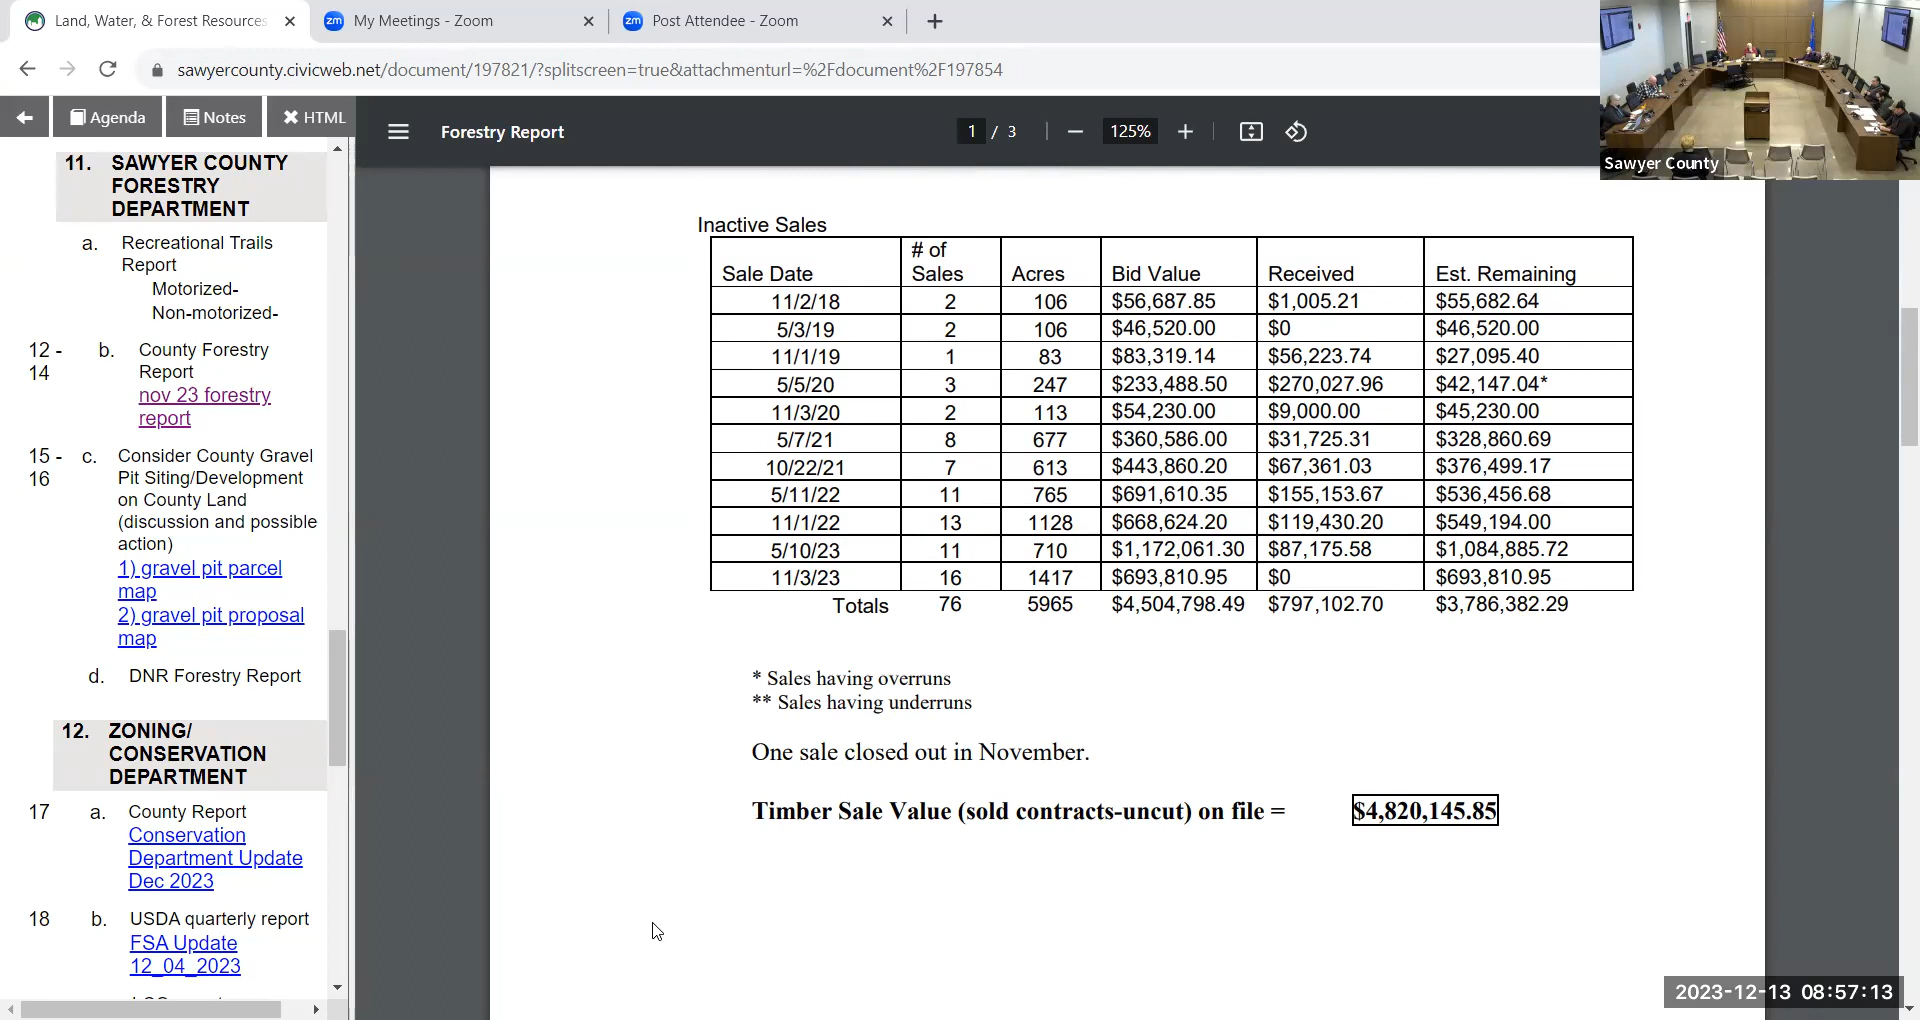 Land, Water, & Forest Resources
My Meetings - Zoom
Post Attendee - Zoom
sawyercounty.civicweb.net/document/197821/?splitscreen=true&attachmenturl=%2Fdocument%2F197854
Agenda
Notes
HTML
Forestry Report
1 / 3
125%
Sawyer County
11. SAWYER COUNTY
FORESTRY
DEPARTMENT
a. Recreational Trails
Report
Motorized-
Non-motorized-
12 - b. County Forestry
14 Report
nov 23 forestry
report
15 - c. Consider County Gravel
16 Pit Siting/Development
on County Land
(discussion and possible
action)
1) gravel pit parcel
map
2) gravel pit proposal
map
d. DNR Forestry Report
12. ZONING/
CONSERVATION
DEPARTMENT
17 a. County Report
Conservation
Department Update
Dec 2023
18 b. USDA quarterly report
FSA Update
12_04_2023
Inactive Sales
Sale Date # of Sales Acres Bid Value Received Est. Remaining
11/2/18 2 106 $56,687.85 $1,005.21 $55,682.64
5/3/19 2 106 $46,520.00 $0 $46,520.00
11/1/19 1 83 $83,319.14 $56,223.74 $27,095.40
5/5/20 3 247 $233,488.50 $270,027.96 $42,147.04*
11/3/20 2 113 $54,230.00 $9,000.00 $45,230.00
5/7/21 8 677 $360,586.00 $31,725.31 $328,860.69
10/22/21 7 613 $443,860.20 $67,361.03 $376,499.17
5/11/22 11 765 $691,610.35 $155,153.67 $536,456.68
11/1/22 13 1128 $668,624.20 $119,430.20 $549,194.00
5/10/23 11 710 $1,172,061.30 $87,175.58 $1,084,885.72
11/3/23 16 1417 $693,810.95 $0 $693,810.95
Totals 76 5965 $4,504,798.49 $797,102.70 $3,786,382.29
* Sales having overruns
** Sales having underruns
One sale closed out in November.
Timber Sale Value (sold contracts-uncut) on file = $4,820,145.85
2023-12-13 08:57:13